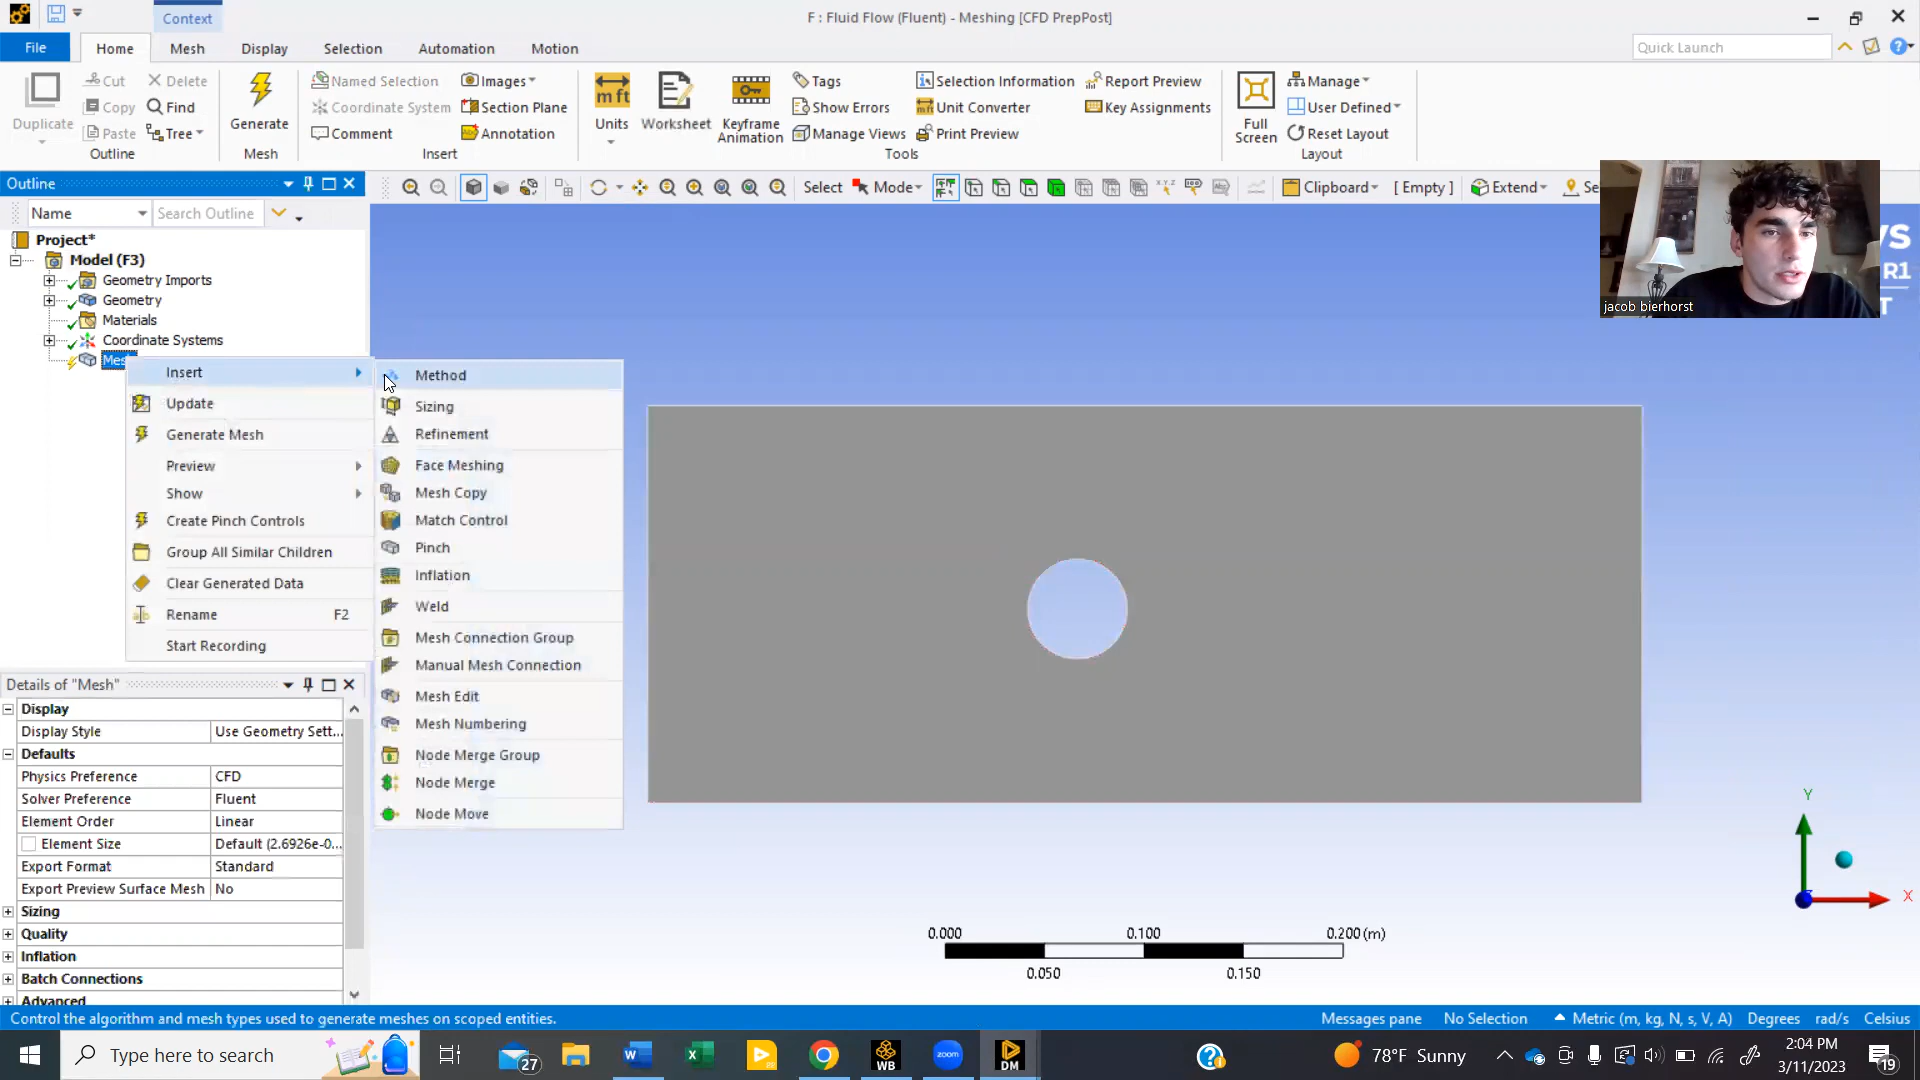 Context
F : Fluid Flow (Fluent) - Meshing [CFD PrepPost]
File
Home
Mesh
Display
Selection
Automation
Motion
Quick Launch
Duplicate
Cut
Copy
Paste
Delete
Find
Tree
Outline
Generate
Mesh
Named Selection
Coordinate System
Comment
Images
Section Plane
Annotation
Insert
mft
Units
Worksheet
Keyframe
Animation
Tags
Show Errors
Manage Views
Selection Information
Unit Converter
Print Preview
Report Preview
Key Assignments
Tools
Full
Screen
Manage
User Defined
Reset Layout
Layout
Outline
Name
Search Outline
Select
Mode
Clipboard
[ Empty ]
Extend
Se
Project*
Model (F3)
Geometry Imports
Geometry
Materials
Coordinate Systems
Mes
Insert
Update
Generate Mesh
Preview
Show
Create Pinch Controls
Group All Similar Children
Clear Generated Data
Rename F2
Start Recording
Method
Sizing
Refinement
Face Meshing
Mesh Copy
Match Control
Pinch
Inflation
Weld
Mesh Connection Group
Manual Mesh Connection
Mesh Edit
Mesh Numbering
Node Merge Group
Node Merge
Node Move
jacob bierhorst
YS
R1
T
Details of "Mesh"
Display
Display Style Use Geometry Sett...
Defaults
Physics Preference CFD
Solver Preference Fluent
Element Order Linear
Element Size Default (2.6926e-0...
Export Format Standard
Export Preview Surface Mesh No
Sizing
Quality
Inflation
Batch Connections
Advanced
0.000 0.100 0.200 (m)
0.050 0.150
Y
X
Control the algorithm and mesh types used to generate meshes on scoped entities.
Messages pane
No Selection
Metric (m, kg, N, s, V, A)
Degrees
rad/s
Celsius
Type here to search
27
WB
zoom
DM
78°F Sunny
2:04 PM
3/11/2023
19